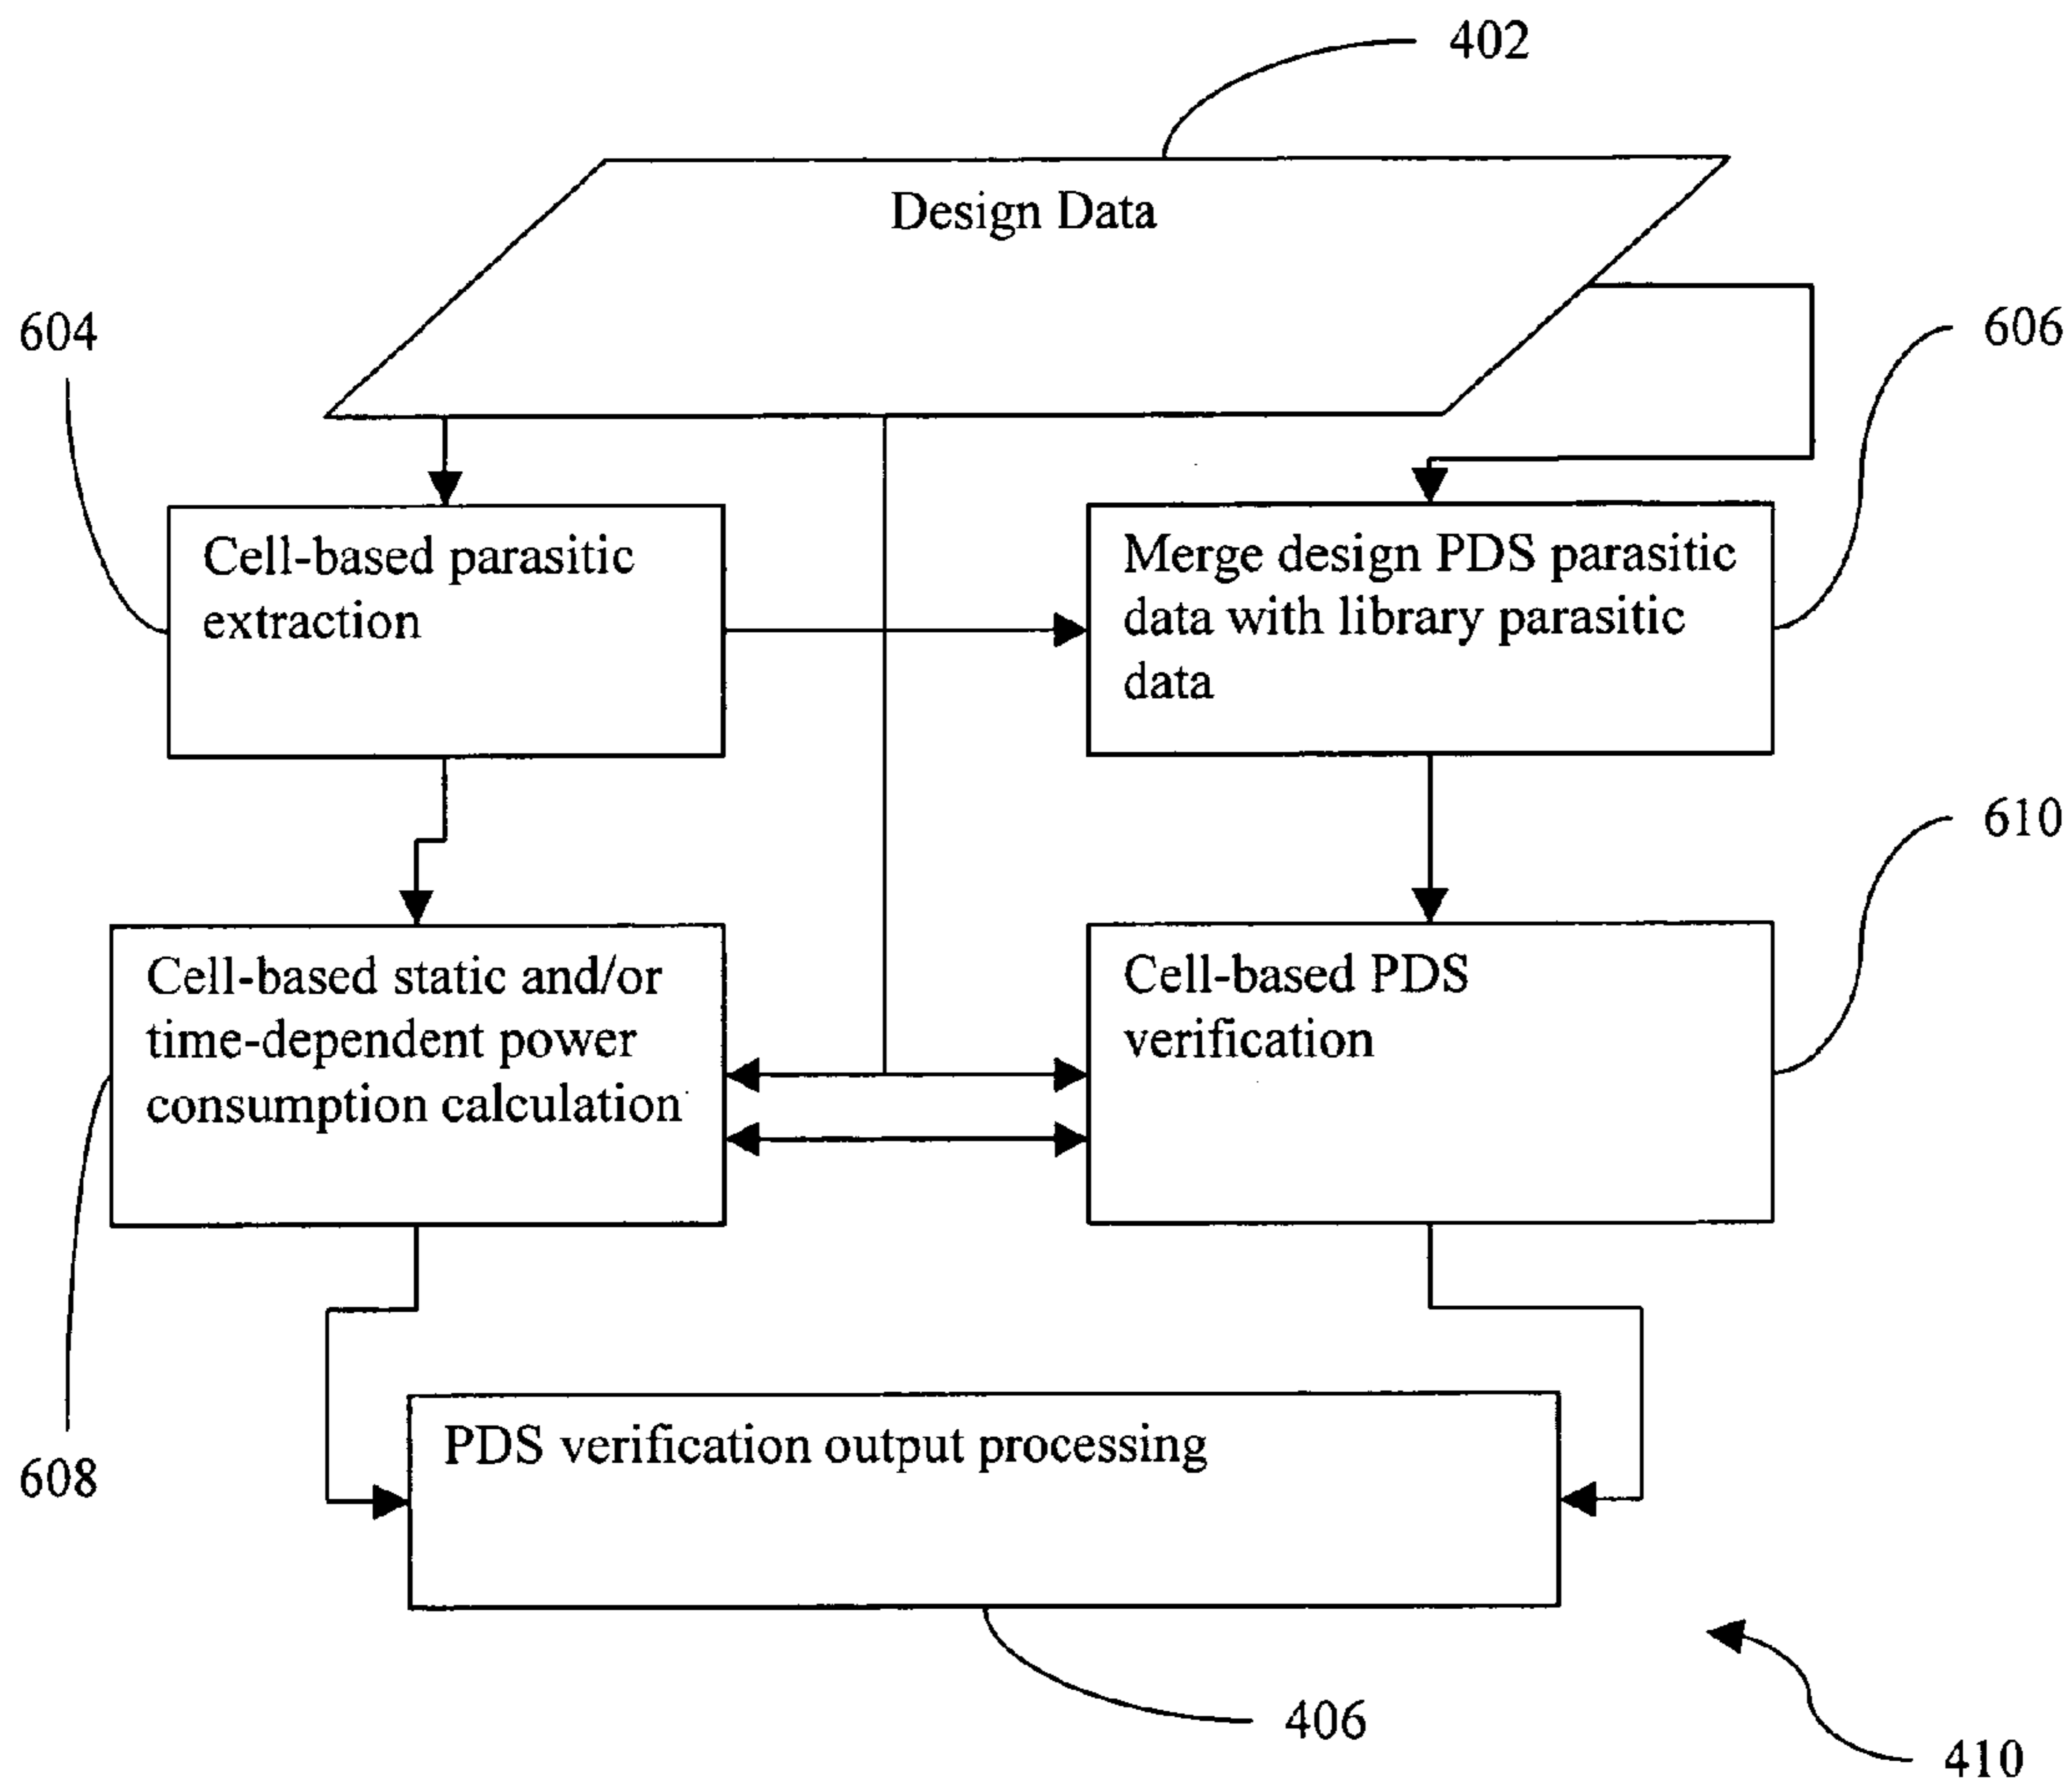 402
Design Data
604
606
Cell-based parasitic
extraction
Merge design PDS parasitic
data with library parasitic
data
610
Cell-based static and/or
time-dependent power
consumption calculation
Cell-based PDS
verification
608
PDS verification output processing
406
410